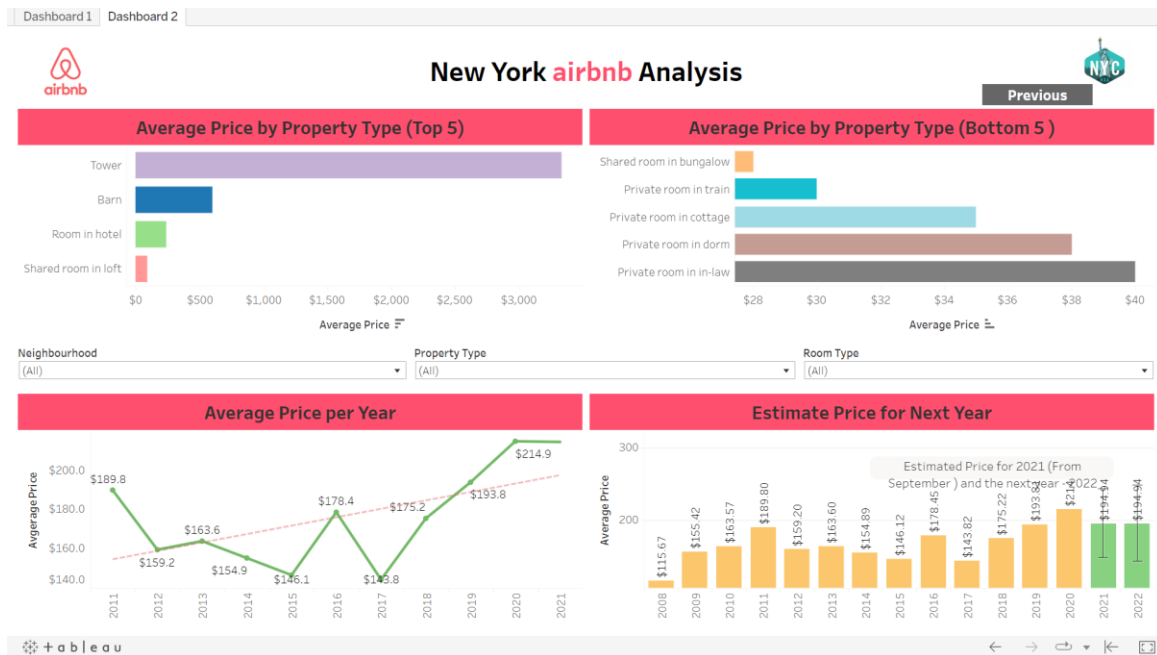 Dashboard 1 Dashboard 2
airbnb
New York airbnb Analysis
NYC
Previous
Average Price by Property Type (Top 5)
Tower
Barn
Room in hotel
Shared room in loft
$0 $500 $1,000 $1,500 $2,000 $2,500 $3,000
Average Price
Average Price by Property Type (Bottom 5 )
Shared room in bungalow
Private room in train
Private room in cottage
Private room in dorm
Private room in in-law
$28 $30 $32 $34 $36 $38 $40
Average Price
Neighbourhood
(All)
Property Type
(All)
Room Type
(All)
Average Price per Year
Avgerage Price
$200.0
$180.0
$160.0
$140.0
$189.8
$159.2
$163.6
$154.9
$146.1
$178.4
$143.8
$175.2
$193.8
$214.9
2011 2012 2013 2014 2015 2016 2017 2018 2019 2020 2021
Estimate Price for Next Year
Average Price
300
200
Estimated Price for 2021 (From
September ) and the next year -2022
$115.67 $155.42 $163.57 $189.80 $159.20 $163.60 $154.89 $146.12 $178.45 $143.82 $175.22 $194.94 $194.94
2008 2009 2010 2011 2012 2013 2014 2015 2016 2017 2018 2019 2020 2021 2022
+ableau